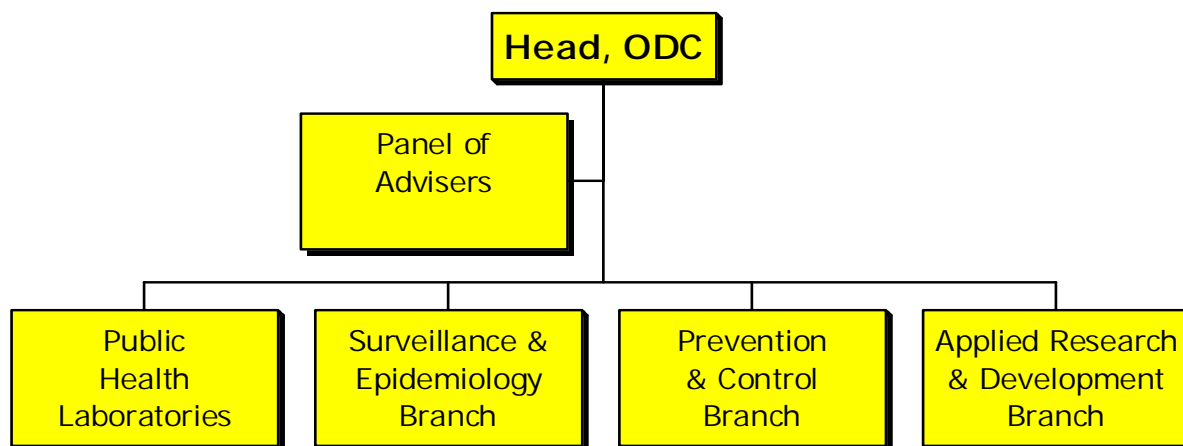 Head, ODC
Panel of
Advisers
Public
Health
Laboratories
Surveillance &
Epidemiology
Branch
Prevention
& Control
Branch
Applied Research
& Development
Branch